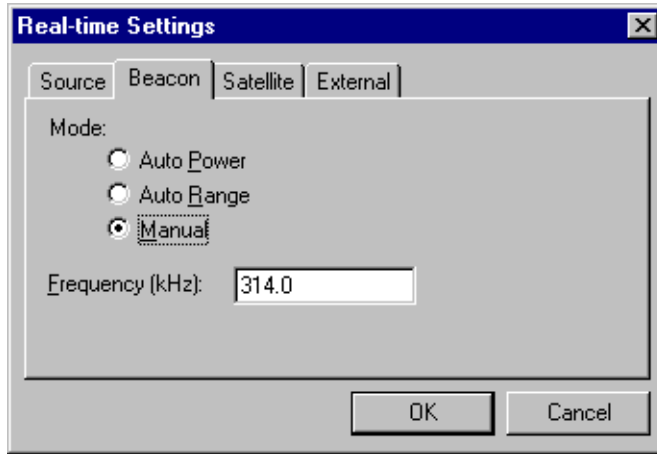 Real-time Settings
Source Beacon Satellite External
Mode:
Auto Power
Auto Range
Manual
Frequency (kHz): 314.0
OK Cancel